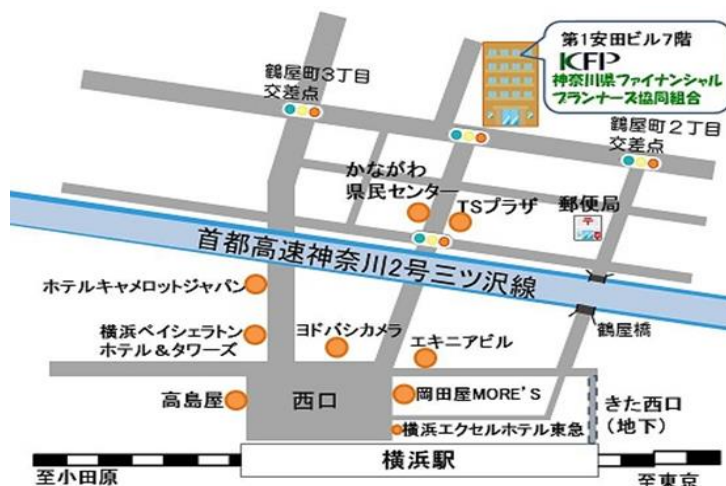 第1安田ビル7階
KFP
神奈川県ファイナンシャル
プランナーズ協同組合
鶴屋町3丁目
交差点
鶴屋町2丁目
交差点
かながわ
県民センター
TSプラザ
郵便局
首都高速神奈川2号三ツ沢線
ホテルキャメロットジャパン
鶴屋橋
横浜ベイシェラトン
ホテル&タワーズ
ヨドバシカメラ
エキニアビル
高島屋
西口
岡田屋MORE'S
きた西口
(地下)
横浜エクセルホテル東急
横浜駅
至小田原
至東京